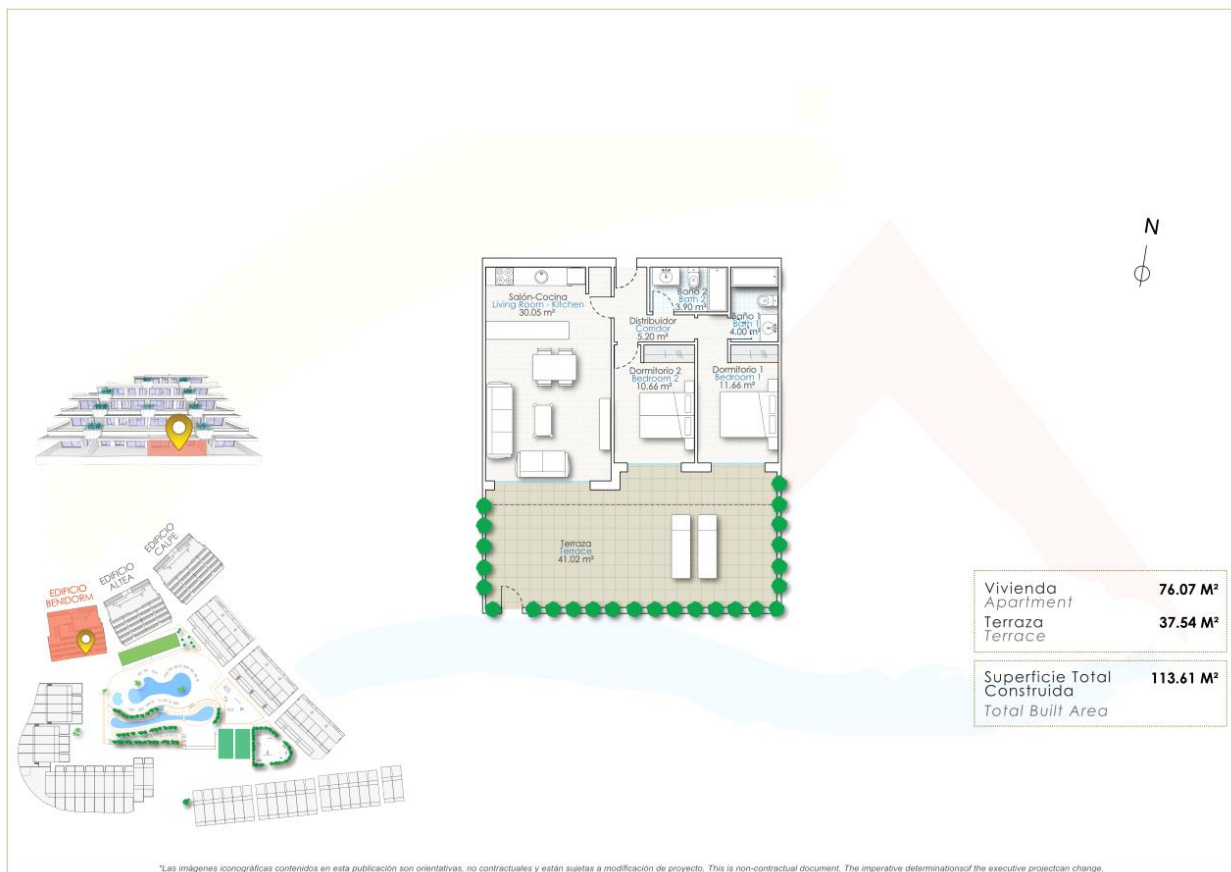 N
Salón-Cocina
Living Room - Kitchen
30.05 m²
Baño 2
Bath 2
3.90 m²
Baño 1
Bath 1
4.00 m²
Distribuidor
Corridor
5.20 m²
Dormitorio 2
Bedroom 2
10.66 m²
Dormitorio 1
Bedroom 1
11.66 m²
Terraza
Terrace
41.02 m²
EDIFICIO
CALPE
EDIFICIO
ALTEA
EDIFICIO
BENIDORM
Vivienda 76.07 M²
Apartment
Terraza 37.54 M²
Terrace
Superficie Total 113.61 M²
Construida
Total Built Area
*Las imágenes iconográficas contenidos en esta publicación son orientativas, no contractuales y están sujetas a modificación de proyecto. This is non-contractual document. The imperative determinationsof the executive projectcan change.